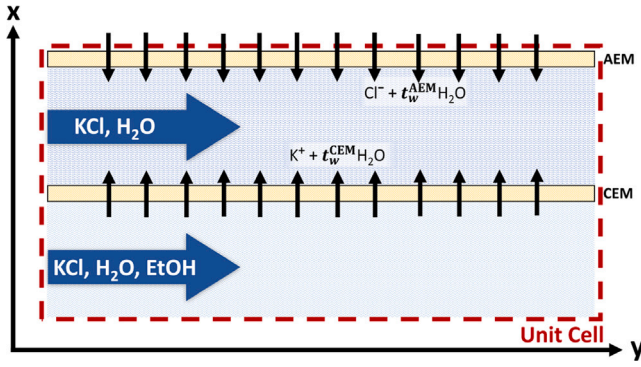 x
AEM
Cl⁻ + t_w^AEM H₂O
KCl, H₂O
K⁺ + t_w^CEM H₂O
CEM
KCl, H₂O, EtOH
Unit Cell
y